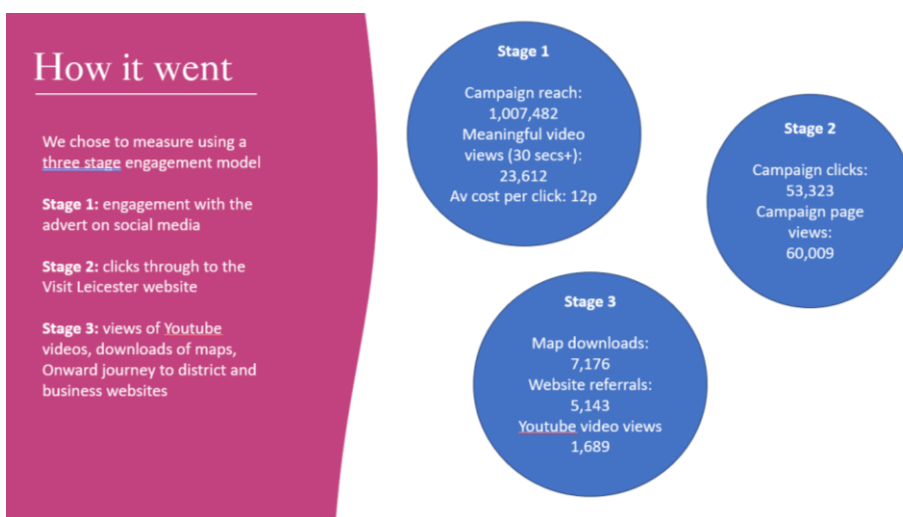 How it went
We chose to measure using a
three stage engagement model
Stage 1: engagement with the
advert on social media
Stage 2: clicks through to the
Visit Leicester website
Stage 3: views of Youtube
videos, downloads of maps,
Onward journey to district and
business websites
Stage 1
Campaign reach:
1,007,482
Meaningful video
views (30 secs+):
23,612
Av cost per click: 12p
Stage 2
Campaign clicks:
53,323
Campaign page
views:
60,009
Stage 3
Map downloads:
7,176
Website referrals:
5,143
Youtube video views
1,689